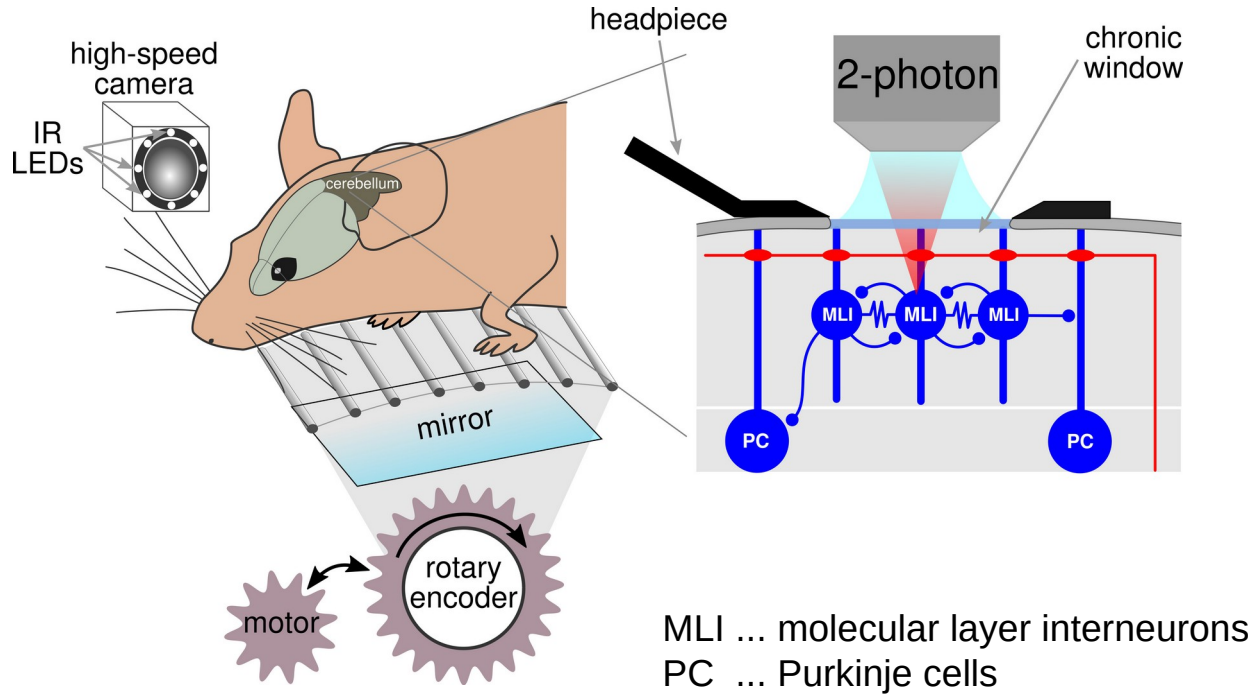 high-speed
camera
IR
LEDs
cerebellum
mirror
motor
rotary
encoder
headpiece
2-photon
chronic
window
MLI
MLI
MLI
PC
PC
MLI ... molecular layer interneurons
PC ... Purkinje cells